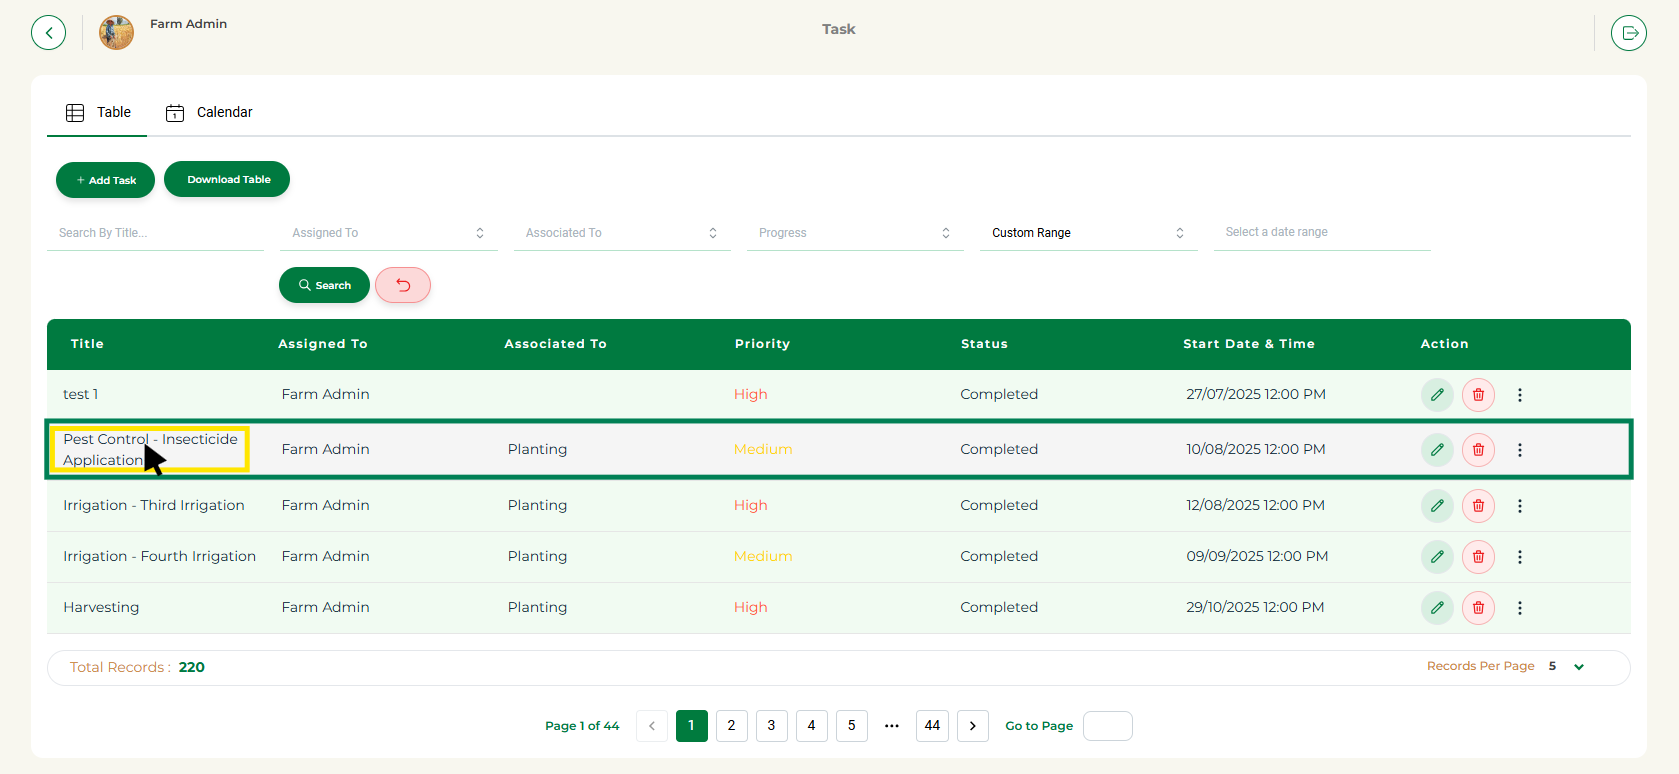 Farm Admin
Task
Table
Calendar
+ Add Task
Download Table
Search By Title...
Assigned To
Associated To
Progress
Custom Range
Select a date range
Search
Title Assigned To Associated To Priority Status Start Date & Time Action
test 1 Farm Admin High Completed 27/07/2025 12:00 PM
Pest Control - Insecticide
Application Farm Admin Planting Medium Completed 10/08/2025 12:00 PM
Irrigation - Third Irrigation Farm Admin Planting High Completed 12/08/2025 12:00 PM
Irrigation - Fourth Irrigation Farm Admin Planting Medium Completed 09/09/2025 12:00 PM
Harvesting Farm Admin Planting High Completed 29/10/2025 12:00 PM
Total Records : 220
Records Per Page 5
Page 1 of 44 1 2 3 4 5 ••• 44 Go to Page